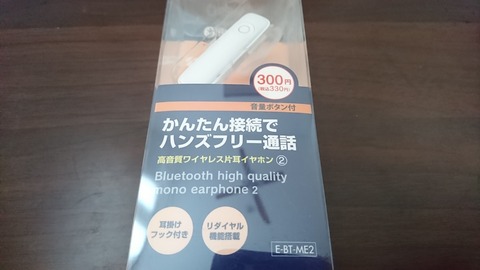 300円
(税込330円)
音量ボタン付
かんたん接続で
ハンズフリー通話
高音質ワイヤレス片耳イヤホン②
Bluetooth high quality
mono earphone 2
耳掛け
フック付き
リダイヤル
機能搭載
E-BT-ME2